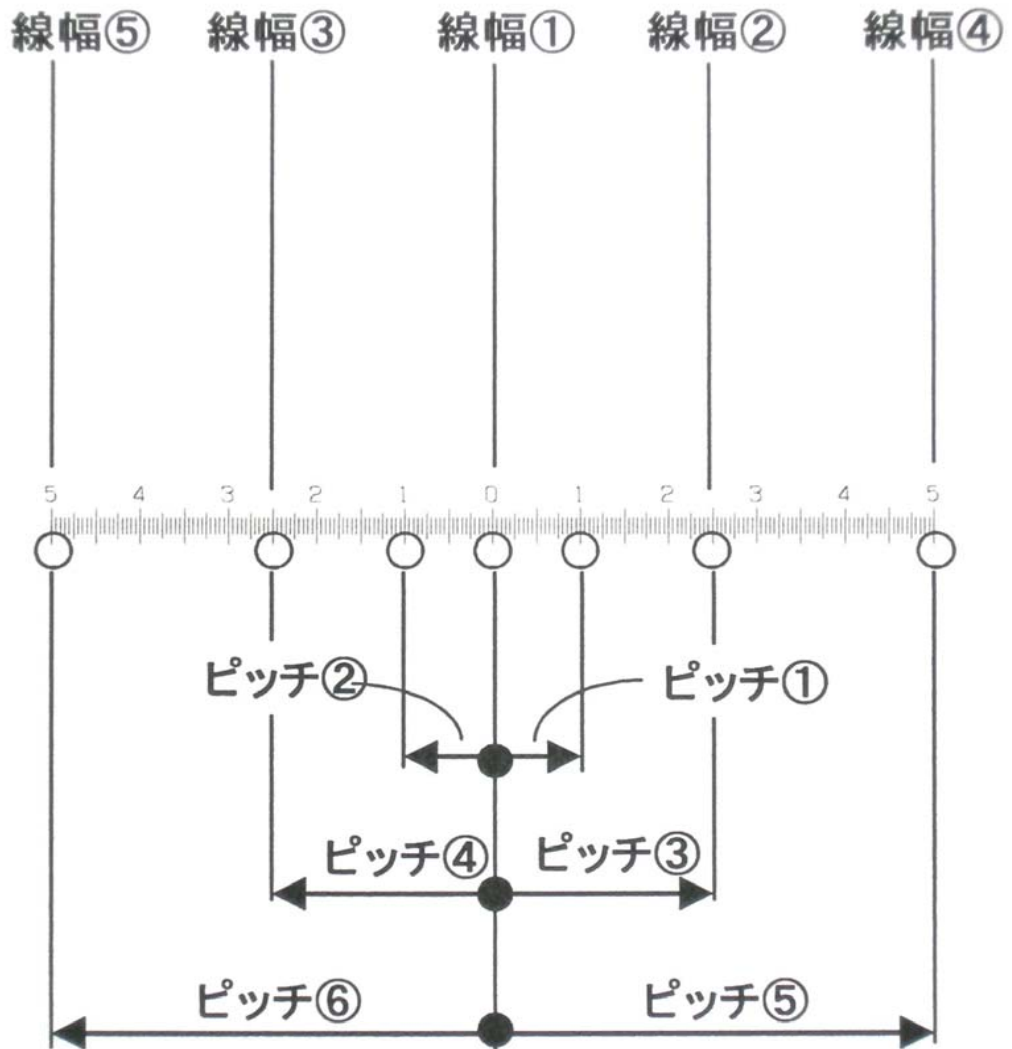 線幅⑤ 線幅③ 線幅① 線幅② 線幅④
5 4 3 2 1 0 1 2 3 4 5
ピッチ② ピッチ①
ピッチ④ ピッチ③
ピッチ⑥ ピッチ⑤